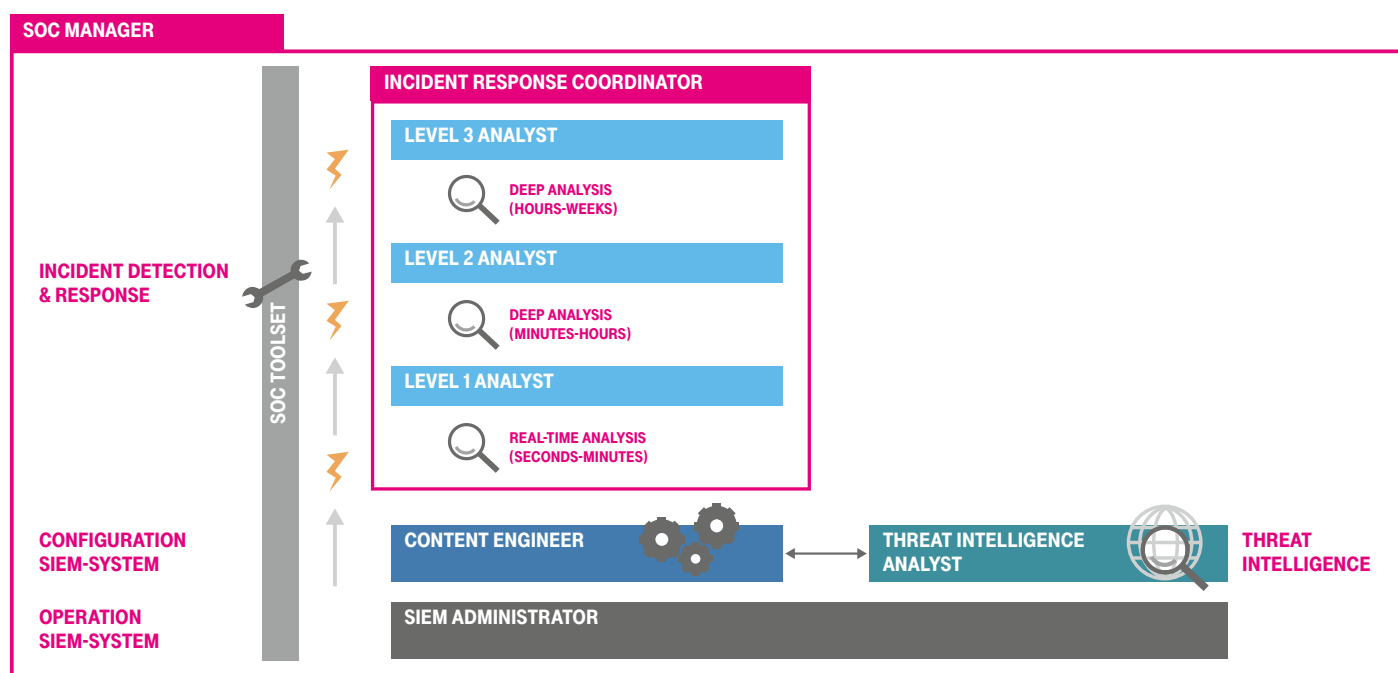 SOC MANAGER
INCIDENT RESPONSE COORDINATOR
LEVEL 3 ANALYST
DEEP ANALYSIS
(HOURS-WEEKS)
LEVEL 2 ANALYST
DEEP ANALYSIS
(MINUTES-HOURS)
LEVEL 1 ANALYST
REAL-TIME ANALYSIS
(SECONDS-MINUTES)
INCIDENT DETECTION
& RESPONSE
SOC TOOLSET
CONFIGURATION
SIEM-SYSTEM
CONTENT ENGINEER
THREAT INTELLIGENCE
ANALYST
THREAT
INTELLIGENCE
OPERATION
SIEM-SYSTEM
SIEM ADMINISTRATOR